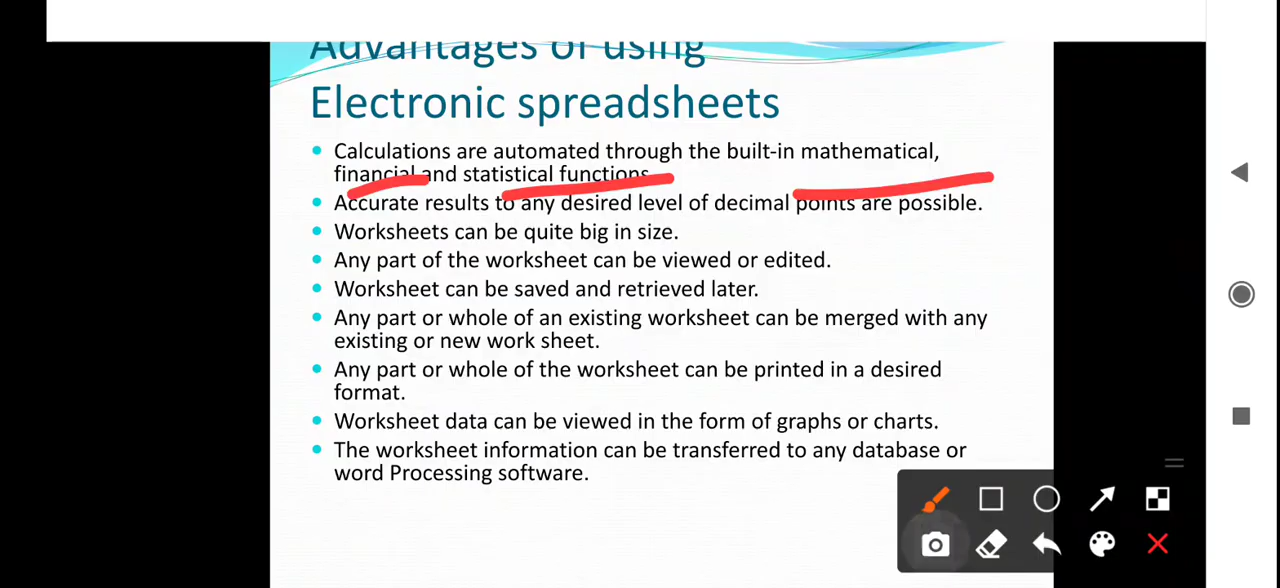 Advantages of using
Electronic spreadsheets
Calculations are automated through the built-in mathematical,
financial and statistical functions.
Accurate results to any desired level of decimal points are possible.
Worksheets can be quite big in size.
Any part of the worksheet can be viewed or edited.
Worksheet can be saved and retrieved later.
Any part or whole of an existing worksheet can be merged with any
existing or new work sheet.
Any part or whole of the worksheet can be printed in a desired
format.
Worksheet data can be viewed in the form of graphs or charts.
The worksheet information can be transferred to any database or
word Processing software.